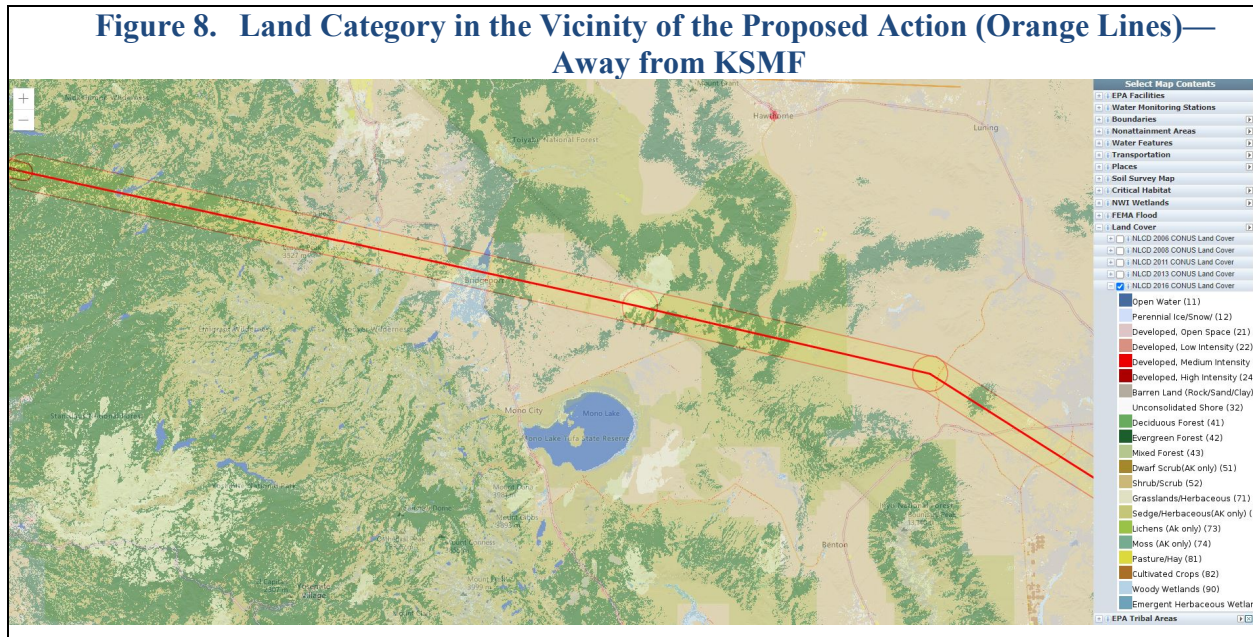 Figure 8. Land Category in the Vicinity of the Proposed Action (Orange Lines)—
Away from KSMF
+
−
Hawthorne
Luning
Toiyabe National Forest
Bridgeport
Mono City
Mono Lake
Mono Lake Tufa State Reserve
Benton
Select Map Contents
EPA Facilities
Water Monitoring Stations
Boundaries
Nonattainment Areas
Water Features
Transportation
Places
Soil Survey Map
Critical Habitat
NWI Wetlands
FEMA Flood
Land Cover
NLCD 2006 CONUS Land Cover
NLCD 2008 CONUS Land Cover
NLCD 2011 CONUS Land Cover
NLCD 2013 CONUS Land Cover
NLCD 2016 CONUS Land Cover
Open Water (11)
Perennial Ice/Snow/ (12)
Developed, Open Space (21)
Developed, Low Intensity (22)
Developed, Medium Intensity
Developed, High Intensity (24
Barren Land (Rock/Sand/Clay)
Unconsolidated Shore (32)
Deciduous Forest (41)
Evergreen Forest (42)
Mixed Forest (43)
Dwarf Scrub(AK only) (51)
Shrub/Scrub (52)
Grasslands/Herbaceous (71)
Sedge/Herbaceous(AK only) (
Lichens (Ak only) (73)
Moss (AK only) (74)
Pasture/Hay (81)
Cultivated Crops (82)
Woody Wetlands (90)
Emergent Herbaceous Wetlan
EPA Tribal Areas